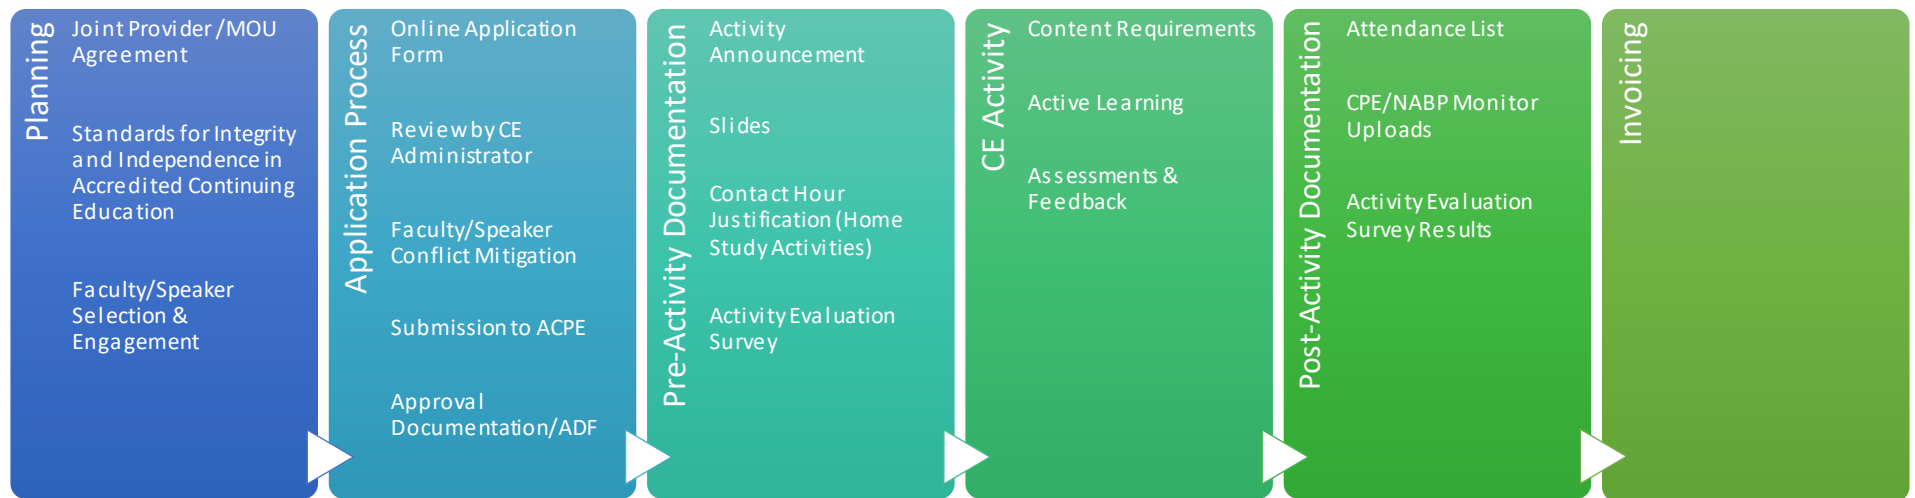 Planning
Joint Provider/MOU
Agreement
Standards for Integrity
and Independence in
Accredited Continuing
Education
Faculty/Speaker
Selection &
Engagement
Application Process
Online Application
Form
Review by CE
Administrator
Faculty/Speaker
Conflict Mitigation
Submission to ACPE
Approval
Documentation/ADF
Pre-Activity Documentation
Activity
Announcement
Slides
Contact Hour
Justification (Home
Study Activities)
Activity Evaluation
Survey
CE Activity
Content Requirements
Active Learning
Assessments &
Feedback
Post-Activity Documentation
Attendance List
CPE/NABP Monitor
Uploads
Activity Evaluation
Survey Results
Invoicing